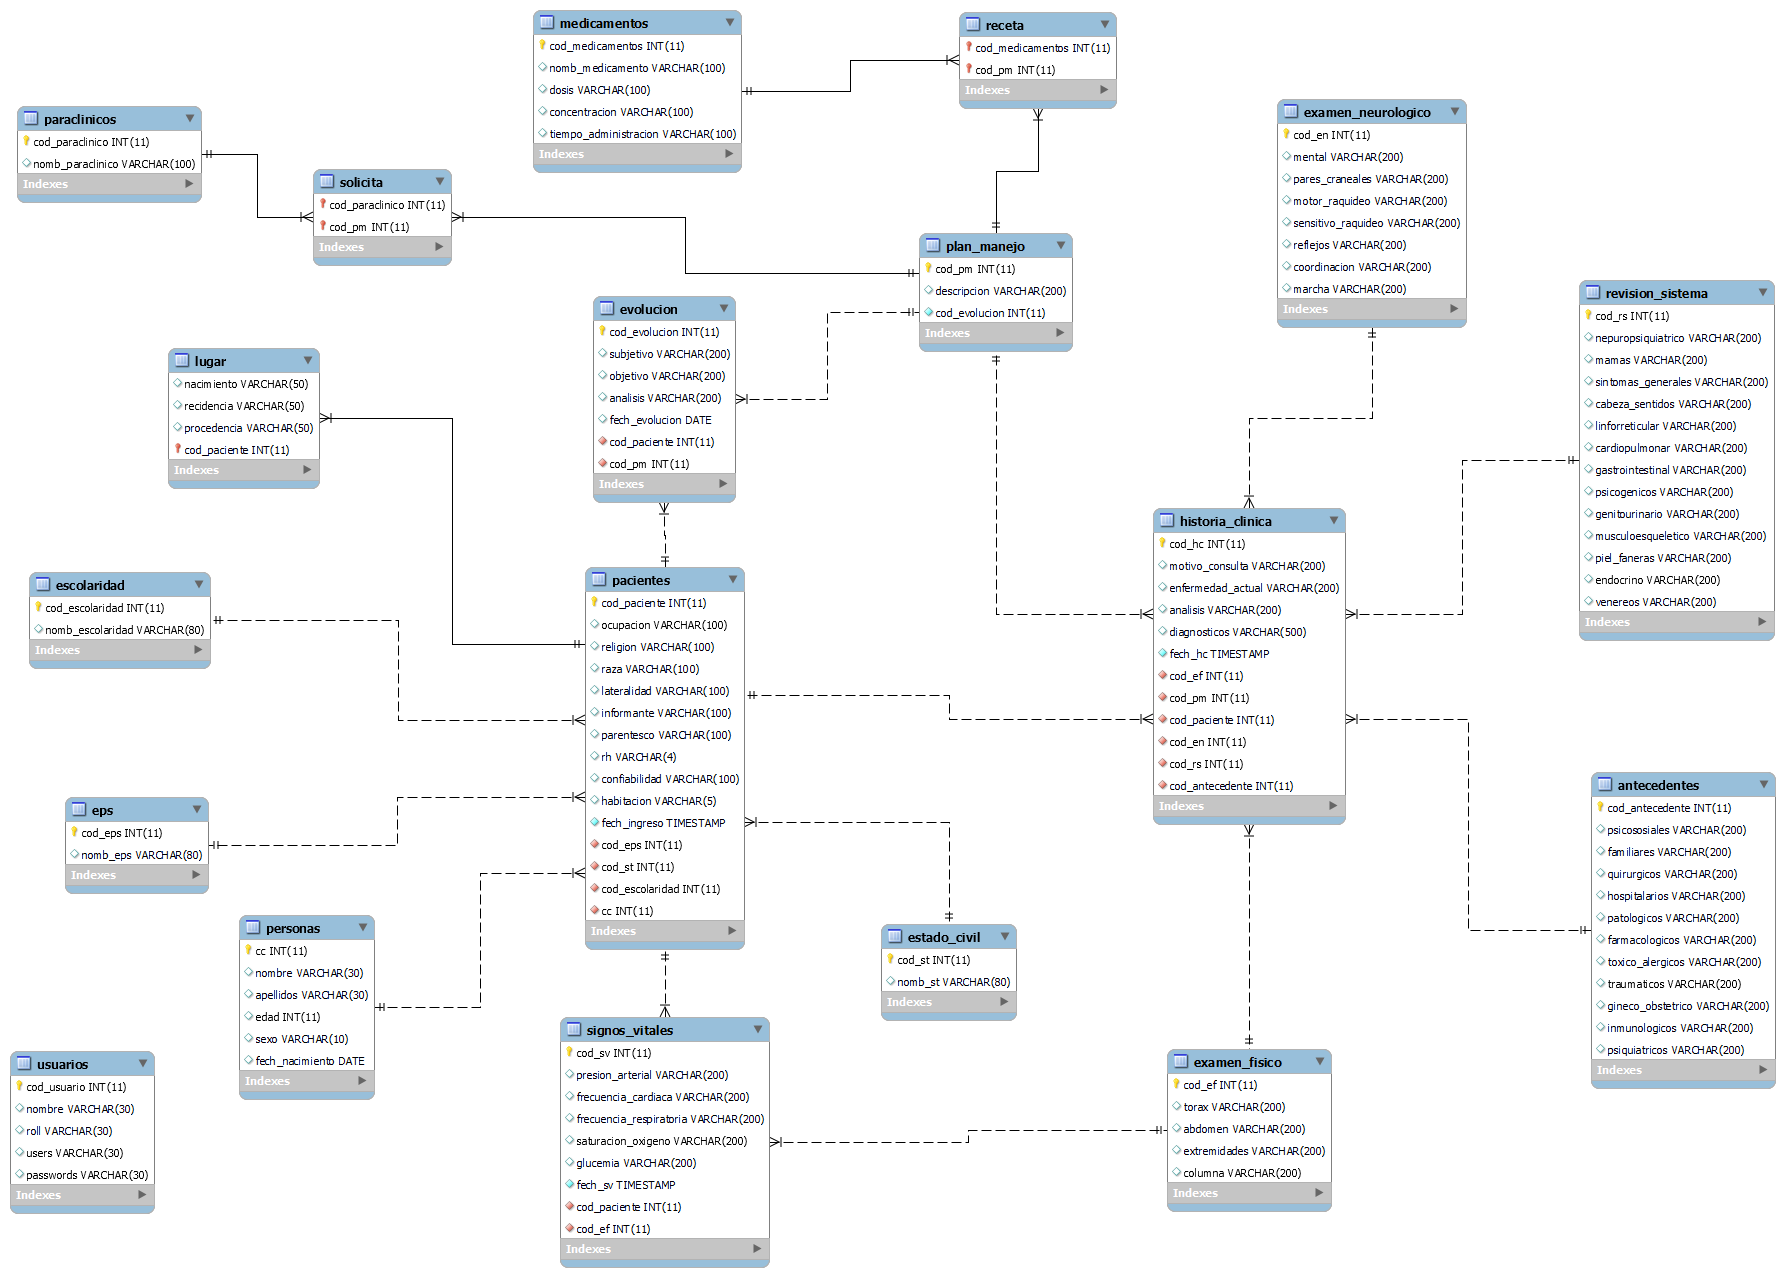 medicamentos
cod_medicamentos INT(11)
nomb_medicamento VARCHAR(100)
dosis VARCHAR(100)
concentracion VARCHAR(100)
tiempo_administracion VARCHAR(100)
Indexes
receta
cod_medicamentos INT(11)
cod_pm INT(11)
Indexes
paraclinicos
cod_paraclinico INT(11)
nomb_paraclinico VARCHAR(100)
Indexes
solicita
cod_paraclinico INT(11)
cod_pm INT(11)
Indexes
examen_neurologico
cod_en INT(11)
mental VARCHAR(200)
pares_craneales VARCHAR(200)
motor_raquideo VARCHAR(200)
sensitivo_raquideo VARCHAR(200)
reflejos VARCHAR(200)
coordinacion VARCHAR(200)
marcha VARCHAR(200)
Indexes
plan_manejo
cod_pm INT(11)
descripcion VARCHAR(200)
cod_evolucion INT(11)
Indexes
evolucion
cod_evolucion INT(11)
subjetivo VARCHAR(200)
objetivo VARCHAR(200)
analisis VARCHAR(200)
fech_evolucion DATE
cod_paciente INT(11)
cod_pm INT(11)
Indexes
revision_sistema
cod_rs INT(11)
nepuropsiquiatrico VARCHAR(200)
mamas VARCHAR(200)
sintomas_generales VARCHAR(200)
cabeza_sentidos VARCHAR(200)
linforreticular VARCHAR(200)
cardiopulmonar VARCHAR(200)
gastrointestinal VARCHAR(200)
psicogenicos VARCHAR(200)
genitourinario VARCHAR(200)
musculoesqueletico VARCHAR(200)
piel_faneras VARCHAR(200)
endocrino VARCHAR(200)
venereos VARCHAR(200)
Indexes
lugar
nacimiento VARCHAR(50)
recidencia VARCHAR(50)
procedencia VARCHAR(50)
cod_paciente INT(11)
Indexes
historia_clinica
cod_hc INT(11)
motivo_consulta VARCHAR(200)
enfermedad_actual VARCHAR(200)
analisis VARCHAR(200)
diagnosticos VARCHAR(500)
fech_hc TIMESTAMP
cod_ef INT(11)
cod_pm INT(11)
cod_paciente INT(11)
cod_en INT(11)
cod_rs INT(11)
cod_antecedente INT(11)
Indexes
escolaridad
cod_escolaridad INT(11)
nomb_escolaridad VARCHAR(80)
Indexes
pacientes
cod_paciente INT(11)
ocupacion VARCHAR(100)
religion VARCHAR(100)
raza VARCHAR(100)
lateralidad VARCHAR(100)
informante VARCHAR(100)
parentesco VARCHAR(100)
rh VARCHAR(4)
confiabilidad VARCHAR(100)
habitacion VARCHAR(5)
fech_ingreso TIMESTAMP
cod_eps INT(11)
cod_st INT(11)
cod_escolaridad INT(11)
cc INT(11)
Indexes
eps
cod_eps INT(11)
nomb_eps VARCHAR(80)
Indexes
antecedentes
cod_antecedente INT(11)
psicososiales VARCHAR(200)
familiares VARCHAR(200)
quirurgicos VARCHAR(200)
hospitalarios VARCHAR(200)
patologicos VARCHAR(200)
farmacologicos VARCHAR(200)
toxico_alergicos VARCHAR(200)
traumaticos VARCHAR(200)
gineco_obstetrico VARCHAR(200)
inmunologicos VARCHAR(200)
psiquiatricos VARCHAR(200)
Indexes
personas
cc INT(11)
nombre VARCHAR(30)
apellidos VARCHAR(30)
edad INT(11)
sexo VARCHAR(10)
fech_nacimiento DATE
Indexes
estado_civil
cod_st INT(11)
nomb_st VARCHAR(80)
Indexes
signos_vitales
cod_sv INT(11)
presion_arterial VARCHAR(200)
frecuencia_cardiaca VARCHAR(200)
frecuencia_respiratoria VARCHAR(200)
saturacion_oxigeno VARCHAR(200)
glucemia VARCHAR(200)
fech_sv TIMESTAMP
cod_paciente INT(11)
cod_ef INT(11)
Indexes
usuarios
cod_usuario INT(11)
nombre VARCHAR(30)
roll VARCHAR(30)
users VARCHAR(30)
passwords VARCHAR(30)
Indexes
examen_fisico
cod_ef INT(11)
torax VARCHAR(200)
abdomen VARCHAR(200)
extremidades VARCHAR(200)
columna VARCHAR(200)
Indexes